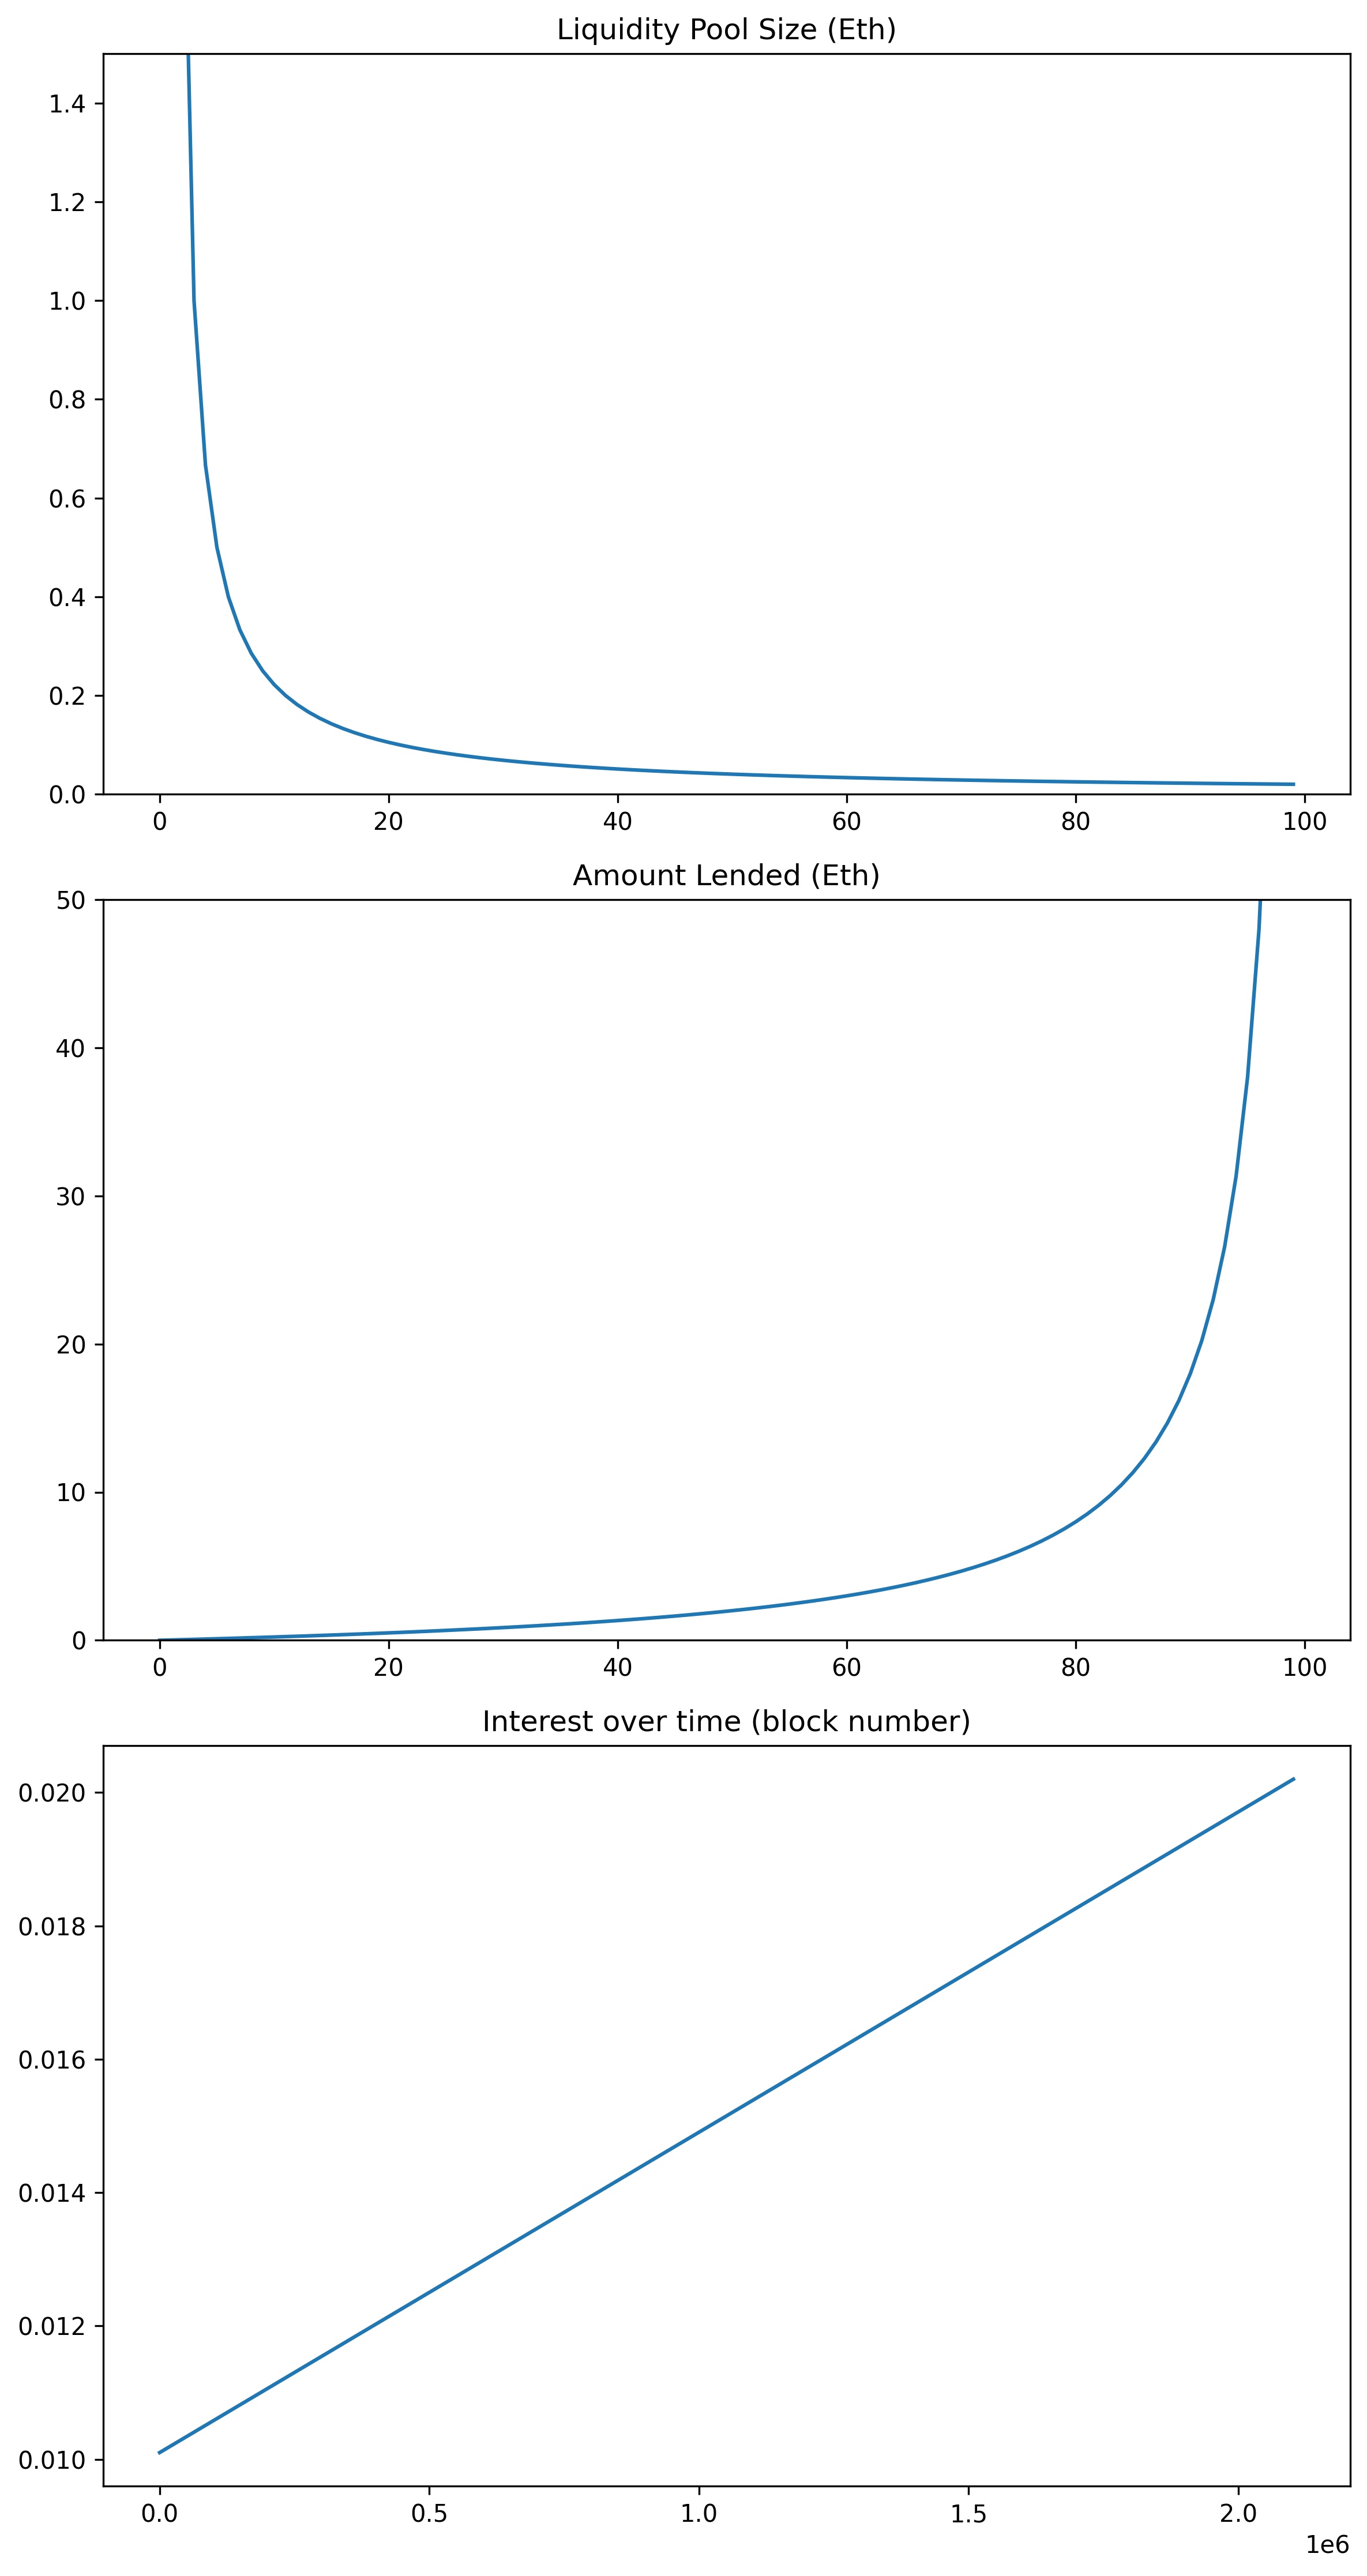 Liquidity Pool Size (Eth)
1.4
1.2
1.0
0.8
0.6
0.4
0.2
0.0
0 20 40 60 80 100
Amount Lended (Eth)
50
40
30
20
10
0
0 20 40 60 80 100
Interest over time (block number)
0.020
0.018
0.016
0.014
0.012
0.010
0.0 0.5 1.0 1.5 2.0
1e6